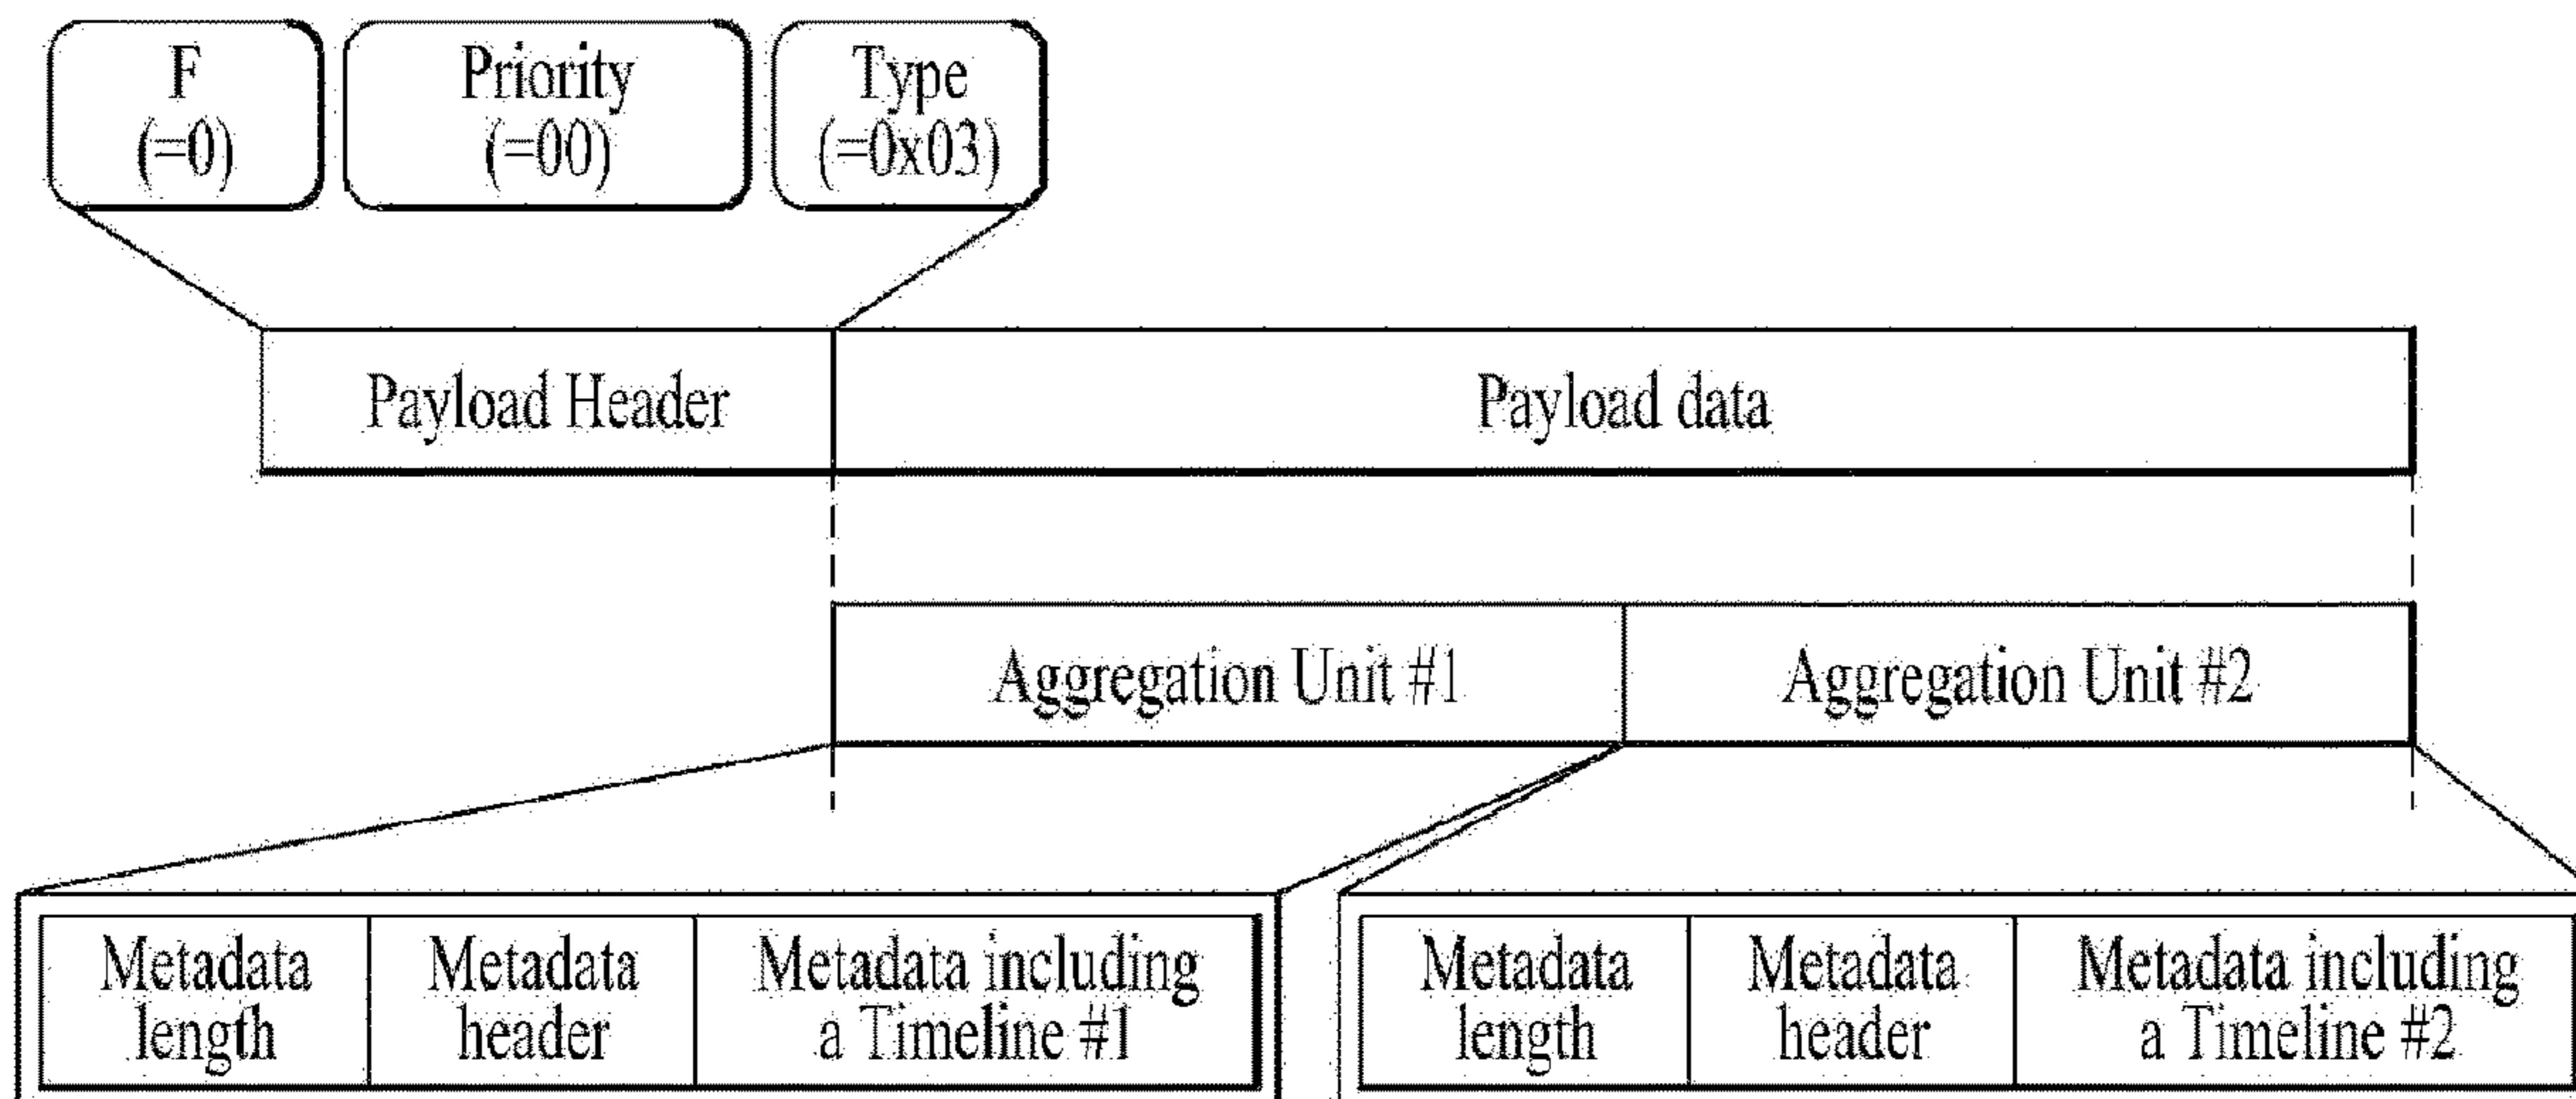 F
(=0)
Priority
(=00)
Type
(=0x03)
Payload Header
Payload data
Aggregation Unit #1
Aggregation Unit #2
Metadata
length
Metadata
header
Metadata including
a Timeline #1
Metadata
length
Metadata
header
Metadata including
a Timeline #2